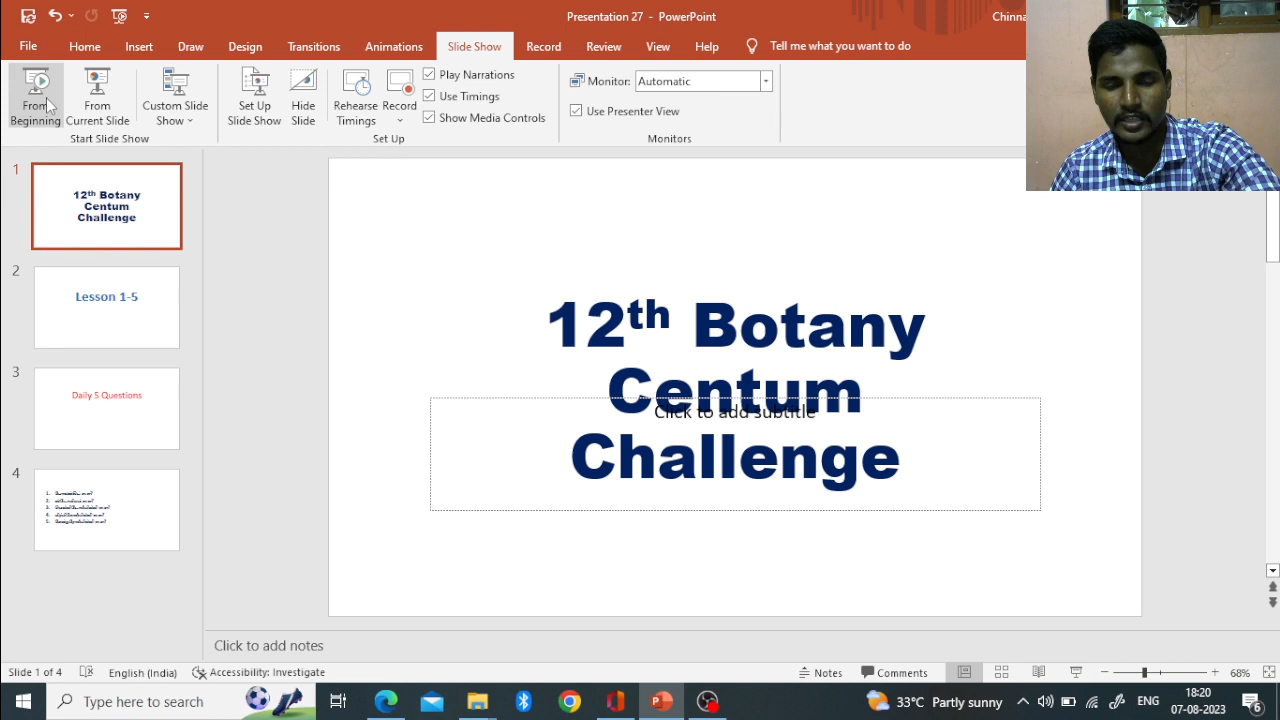 Presentation 27 - PowerPoint
Chinna
File Home Insert Draw Design Transitions Animations Slide Show Record Review View Help Tell me what you want to do
From Beginning
From Current Slide
Custom Slide Show
Set Up Slide Show
Hide Slide
Rehearse Timings
Record
Play Narrations
Use Timings
Show Media Controls
Monitor: Automatic
Use Presenter View
Start Slide Show
Set Up
Monitors
1
12th Botany
Centum
Challenge
2
Lesson 1-5
3
Daily 5 Questions
4
12th Botany
Centum
Click to add subtitle
Challenge
Click to add notes
Slide 1 of 4 English (India) Accessibility: Investigate Notes Comments 68%
Type here to search
33°C Partly sunny
ENG
18:20
07-08-2023
6